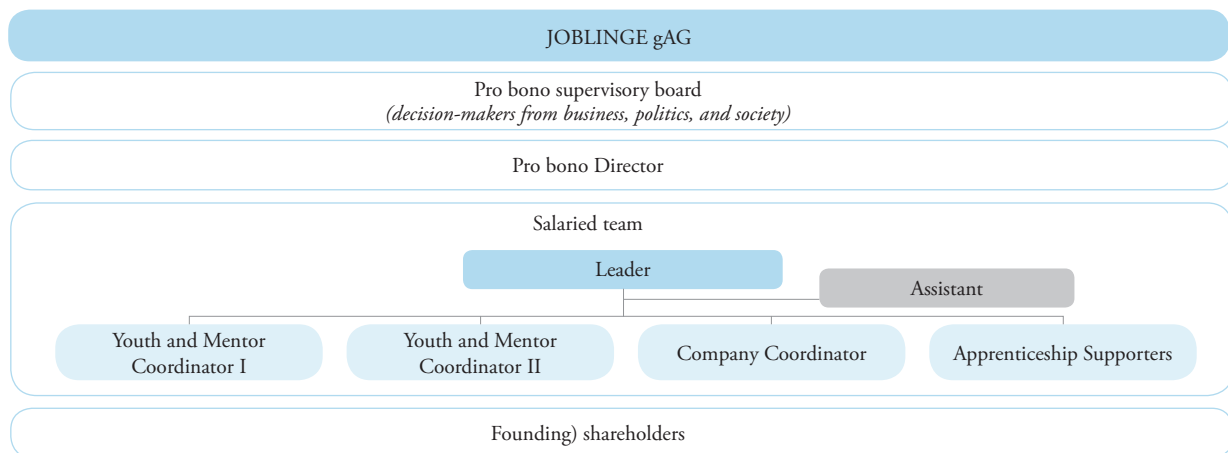 JOBLINGE gAG
Pro bono supervisory board
(decision-makers from business, politics, and society)
Pro bono Director
Salaried team
Leader
Assistant
Youth and Mentor
Coordinator I
Youth and Mentor
Coordinator II
Company Coordinator
Apprenticeship Supporters
Founding) shareholders